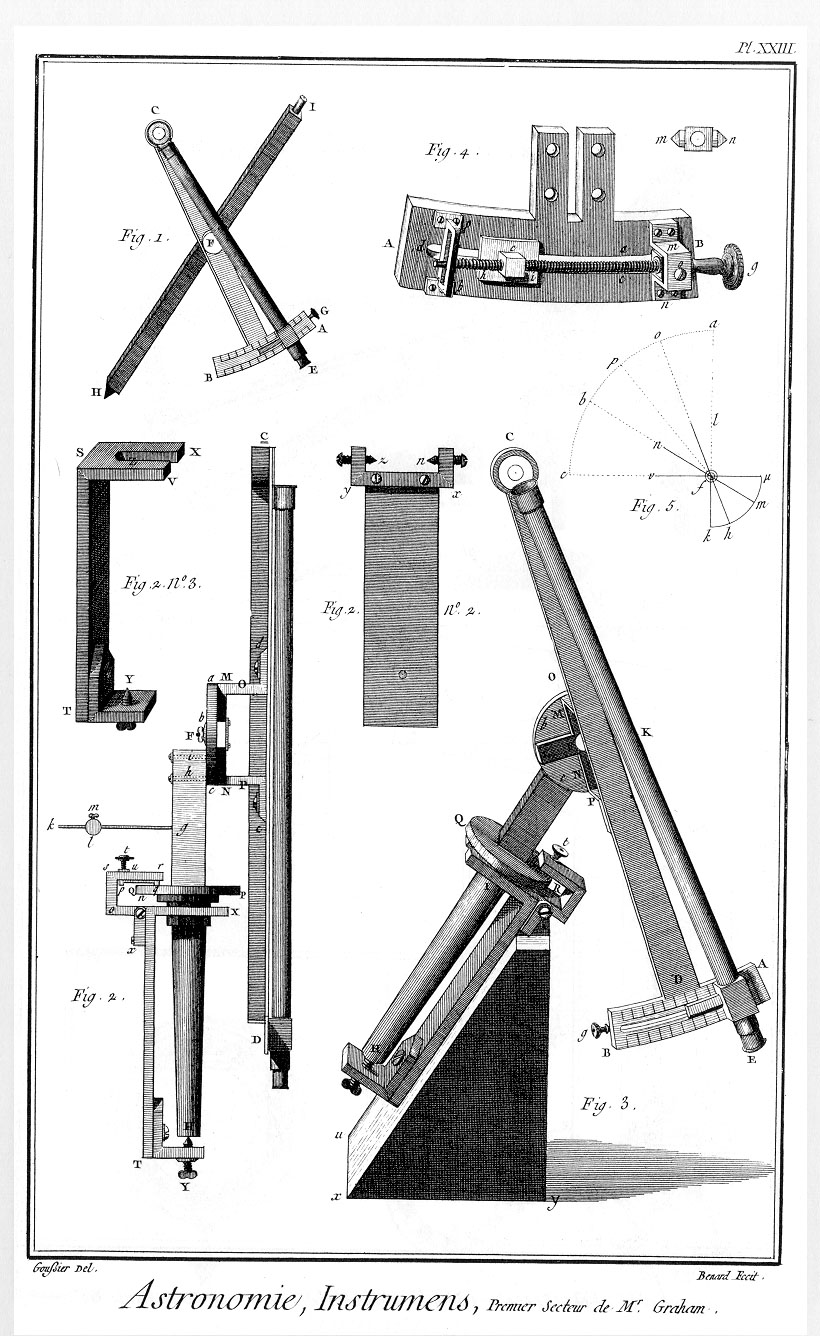 Pl. XXIII.
C
I
Fig. 1.
F
G
A
B
E
H
Fig. 4.
m n
A
B
d
f
c
a
m
k
i
o
g
n
S
X
V
Fig. 2. N.o 3.
Y
T
C
d
a M O
b
F
i
h
c N P
e
k m
l
g
t
s u r
p Q q P
n
o X
x
Fig. 2.
D
H
T
Y
z n
y x
Fig. 2. N.o 2.
a
o
p
b
l
n
c v f µ
m
Fig. 5.
k h
C
O
M
K
N
P
Q
t
I
R
D
A
g
B
E
H
Fig. 3.
u
x y
Goussier Del.
Benard Fecit.
Astronomie, Instrumens, Premier Secteur de Mr. Graham.